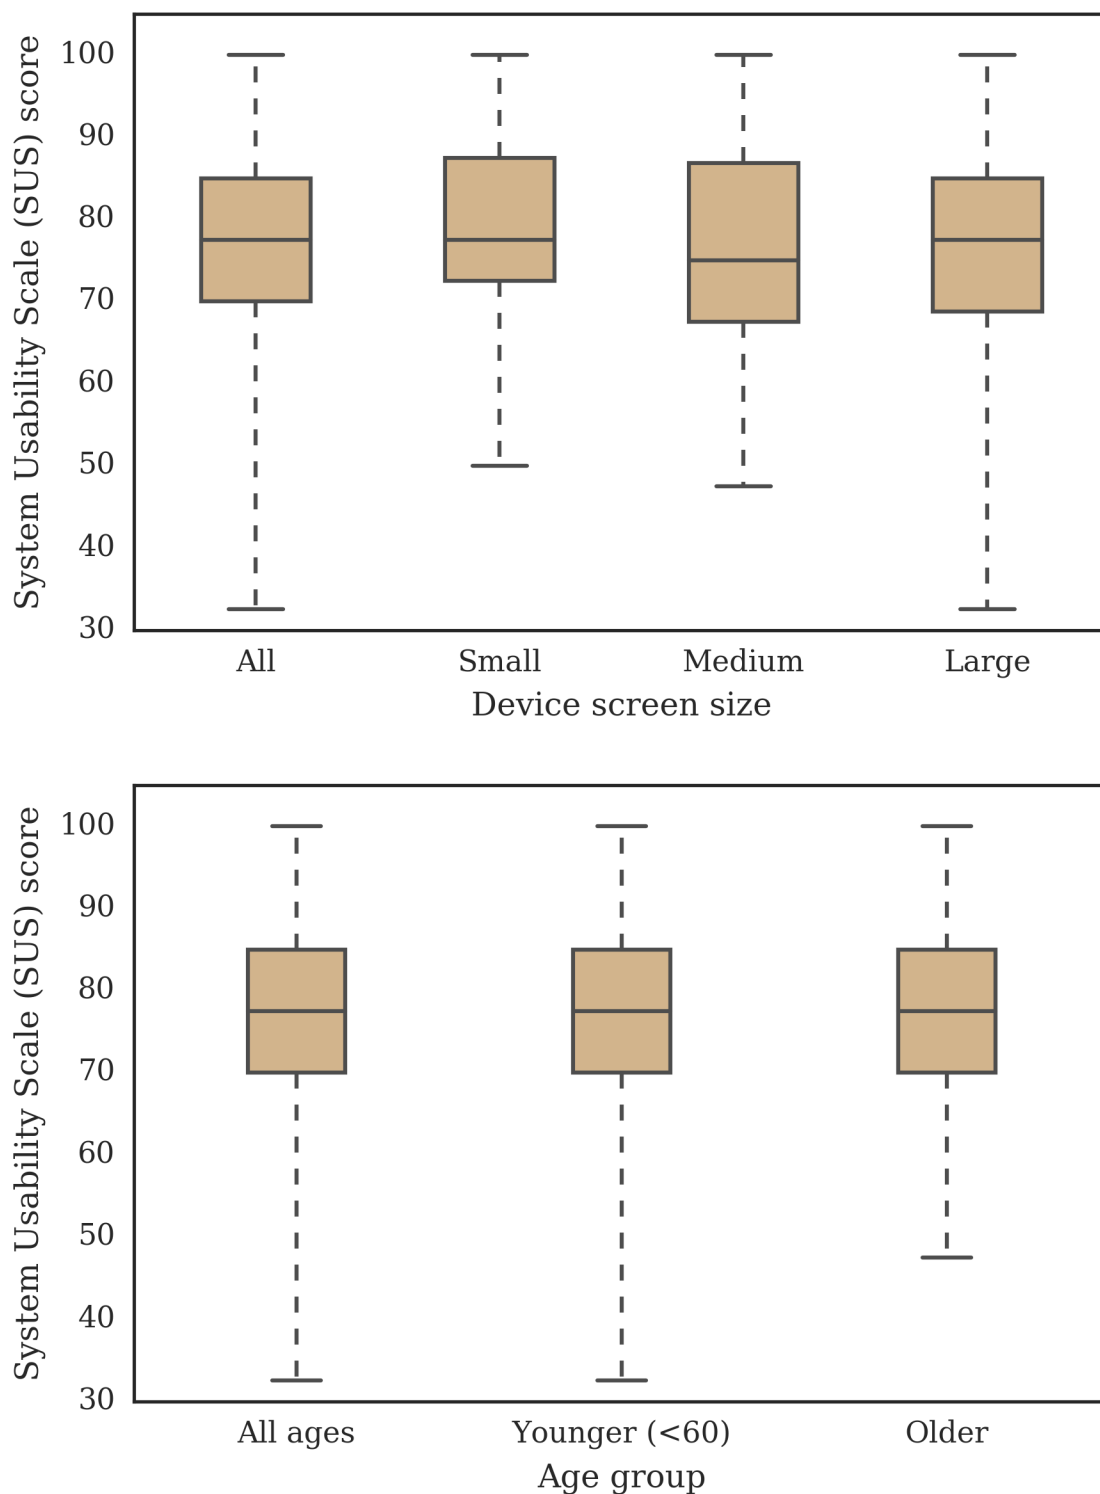 System Usability Scale (SUS) score
100
90
80
70
60
50
40
30
All Small Medium Large
Device screen size
System Usability Scale (SUS) score
100
90
80
70
60
50
40
30
All ages Younger (<60) Older
Age group